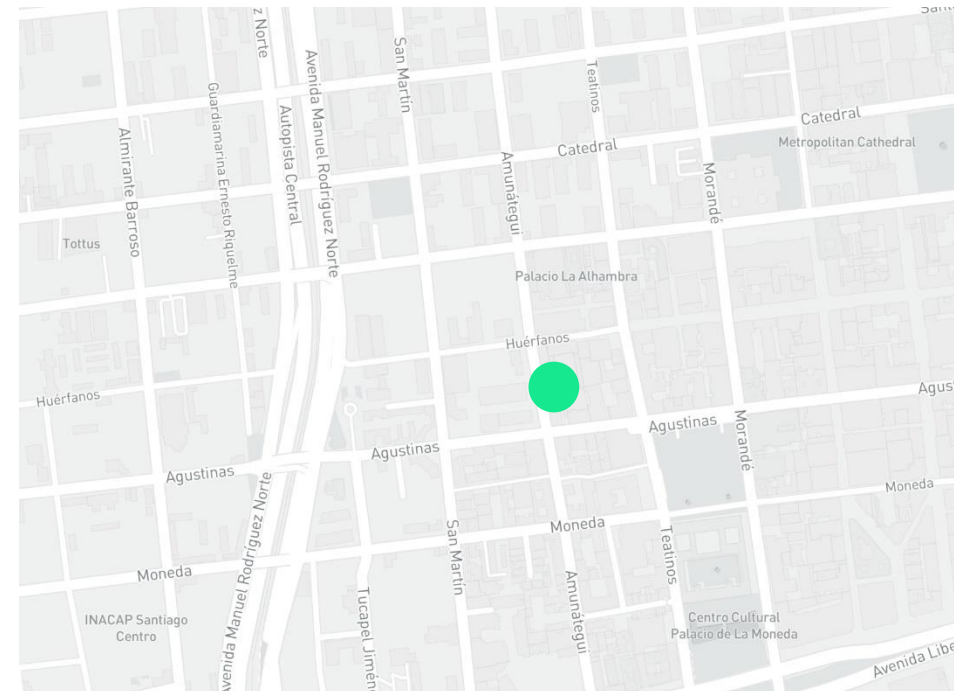 z Norte
Avenida Manuel Rodríguez Norte
Autopista Central
San Martín
Teatinos
Guardiamarina Ernesto Riquelme
Almirante Barroso
Catedral
Catedral
Metropolitan Cathedral
Amunátegui
Morandé
Tottus
Palacio La Alhambra
Huérfanos
Huérfanos
Agus
Agustinas
Morandé
Agustinas
Agustinas
Moneda
Moneda
Moneda
San Martín
Teatinos
Amunátegui
Avenida Manuel Rodríguez Norte
Tucapel Jiméne
INACAP Santiago
Centro
Centro Cultural
Palacio de La Moneda
Avenida Libe